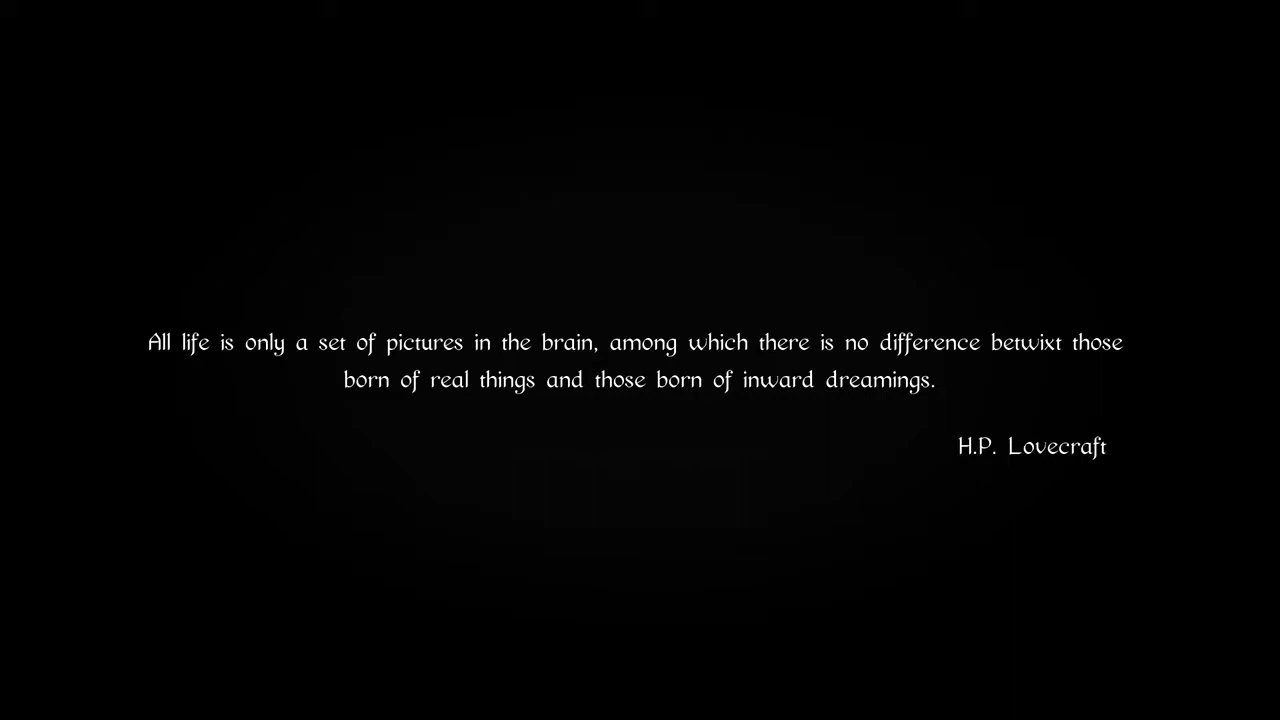 All life is only a set of pictures in the brain, among which there is no difference betwixt those
born of real things and those born of inward dreamings.
H.P. Lovecraft